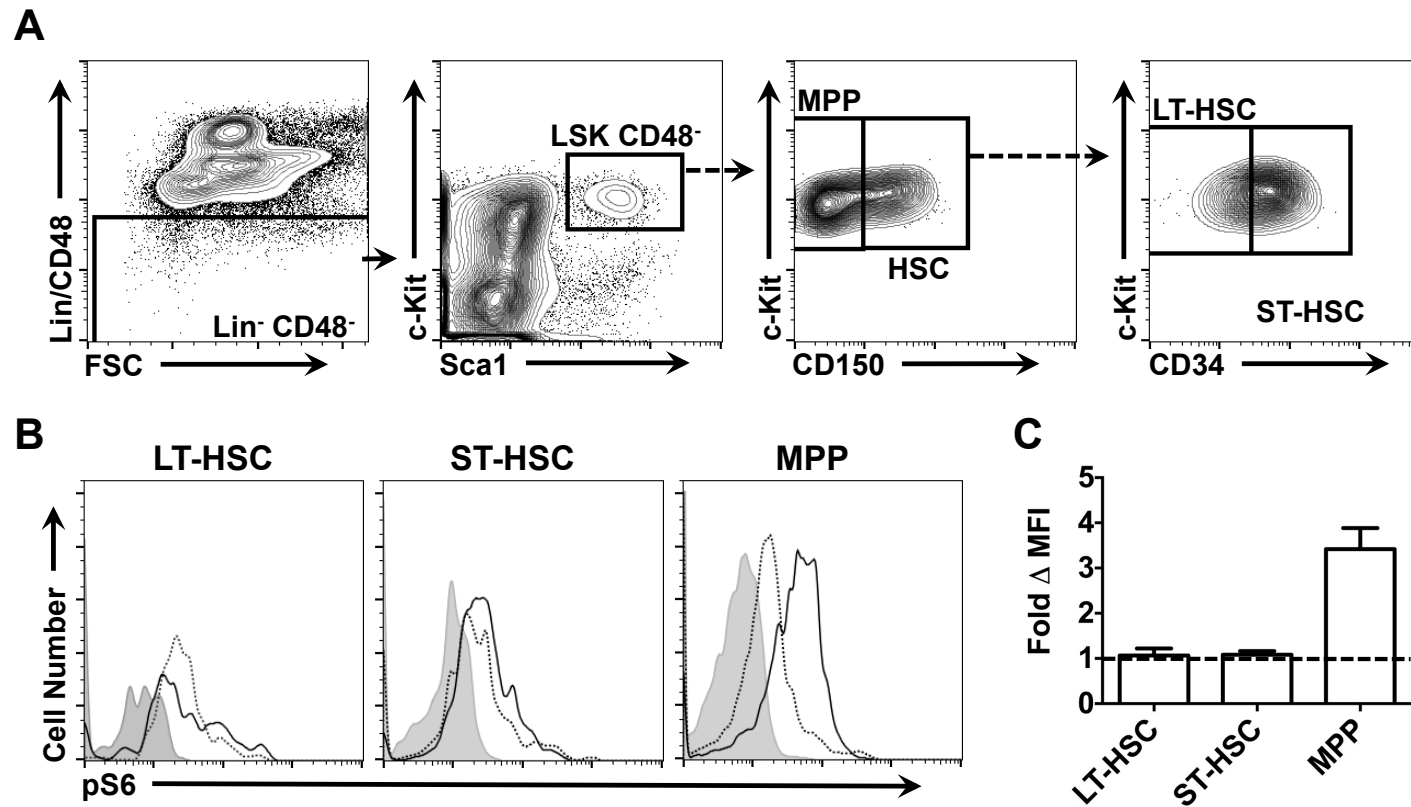 A
Lin/CD48
Lin⁻ CD48⁻
FSC
c-Kit
LSK CD48⁻
Sca1
c-Kit
MPP
HSC
CD150
c-Kit
LT-HSC
ST-HSC
CD34
B
LT-HSC
ST-HSC
MPP
Cell Number
pS6
C
Fold Δ MFI
5
4
3
2
1
0
LT-HSC
ST-HSC
MPP